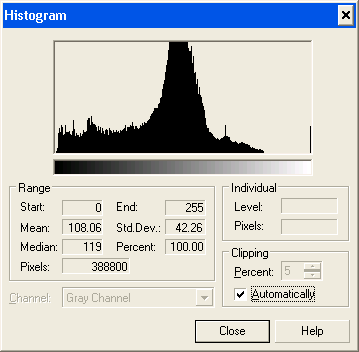 Histogram
Range
Start: 0 End: 255
Mean: 108.06 Std.Dev.: 42.26
Median: 119 Percent: 100.00
Pixels: 388800
Channel: Gray Channel
Individual
Level:
Pixels:
Clipping
Percent: 5
Automatically
Close Help